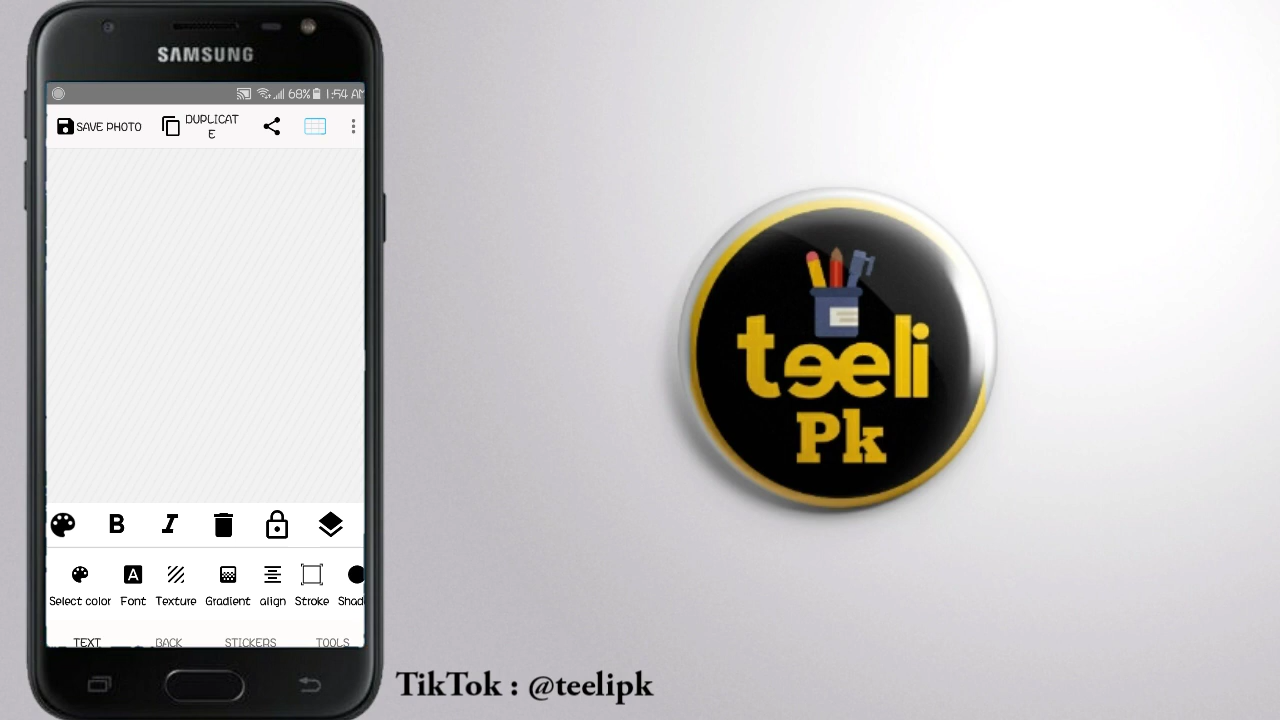 SAMSUNG
68% 1:54 AM
SAVE PHOTO DUPLICAT
E
B I
A
Select color Font Texture Gradient align Stroke Shad
TEXT BACK STICKERS TOOLS
teeli
Pk
TikTok : @teelipk